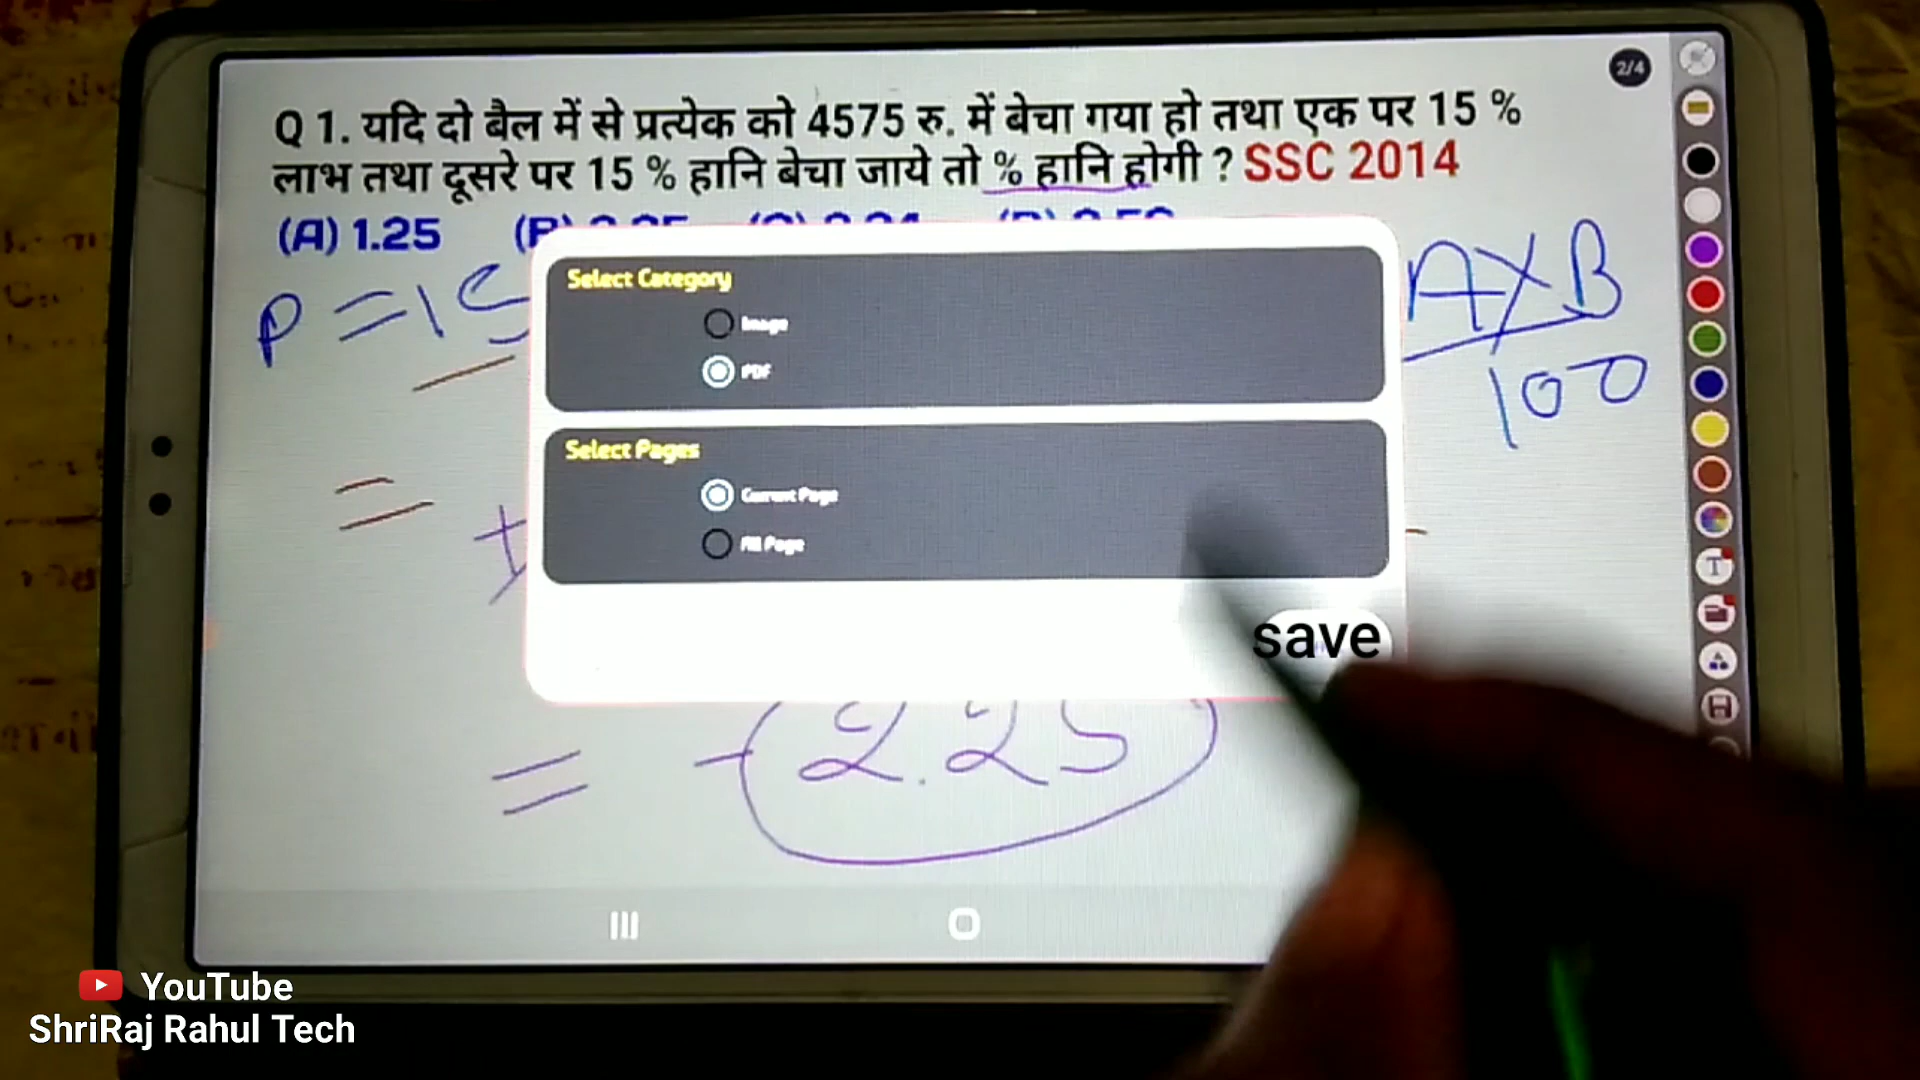 2/4
Q 1. यदि दो बैल में से प्रत्येक को 4575 रु. में बेचा गया हो तथा एक पर 15 %
लाभ तथा दूसरे पर 15 % हानि बेचा जाये तो % हानि होगी ? SSC 2014
(A) 1.25
P = 15
A X B
100
Select Category
Image
PDF
Select Pages
Current Page
All Page
save
= ±
= - 2.25
T
YouTube
ShriRaj Rahul Tech